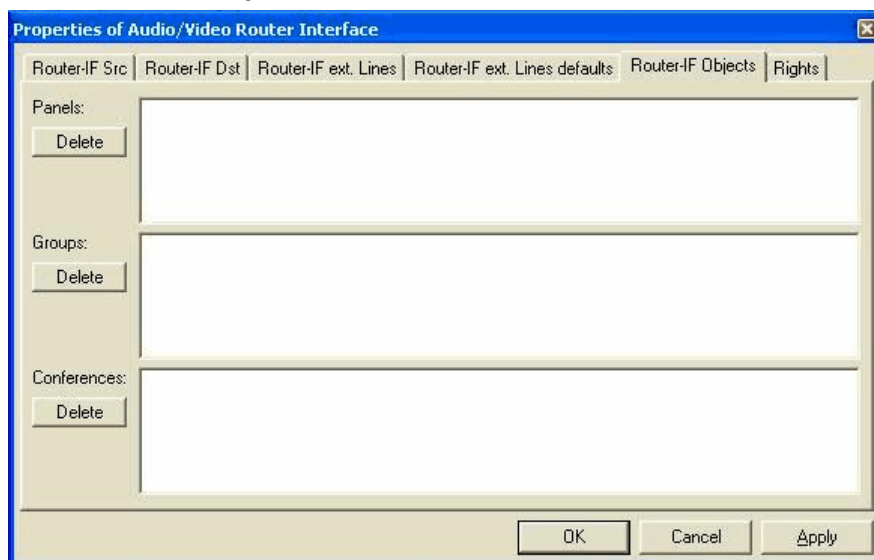 Properties of Audio/Video Router Interface
Router-IF Src Router-IF Dst Router-IF ext. Lines Router-IF ext. Lines defaults Router-IF Objects Rights
Panels:
Delete
Groups:
Delete
Conferences:
Delete
OK Cancel Apply